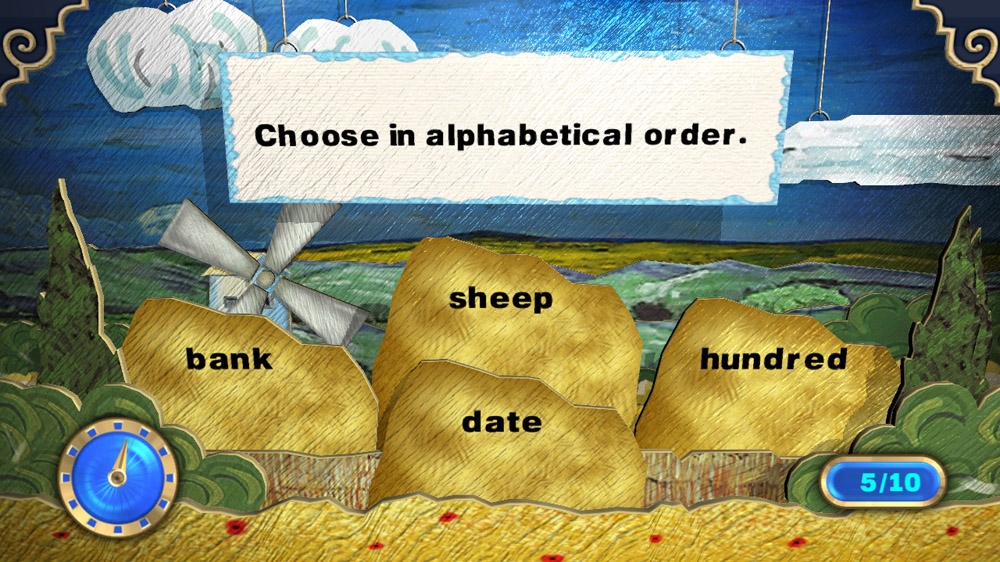 Choose in alphabetical order.
sheep
bank
hundred
date
5/10